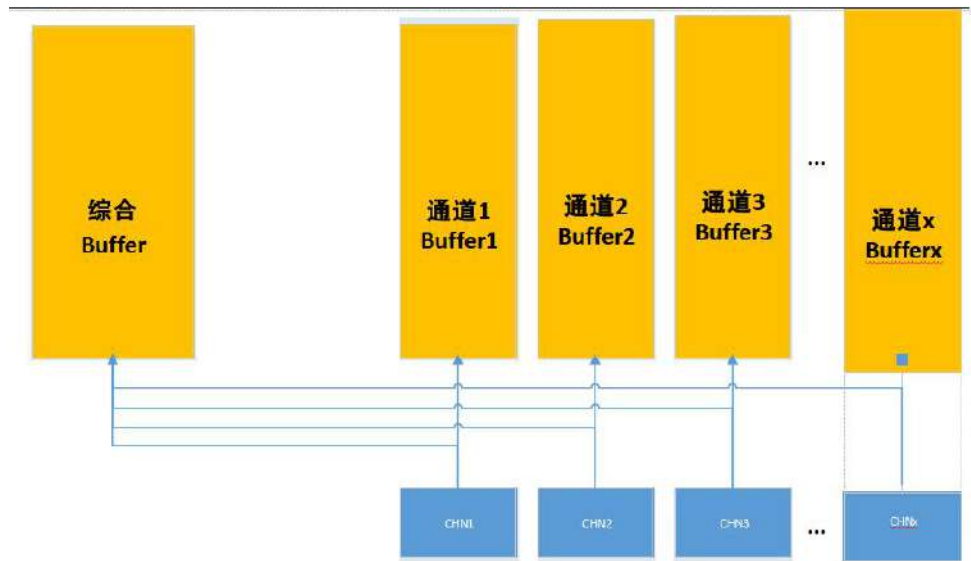 综合
Buffer
通道1
Buffer1
通道2
Buffer2
通道3
Buffer3
...
通道x
Bufferx
CHN1
CHN2
CHN3
...
CHNx